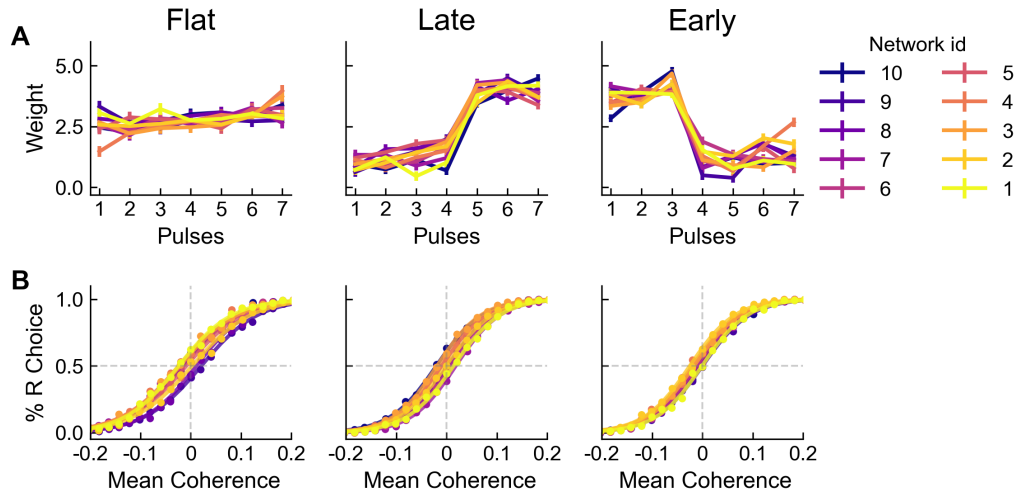 Flat Late Early
A
Network id
5.0
2.5
0.0
Weight
10 5
9 4
8 3
7 2
6 1
1 2 3 4 5 6 7 1 2 3 4 5 6 7 1 2 3 4 5 6 7
Pulses Pulses Pulses
B
1.0
0.5
0.0
% R Choice
-0.2 -0.1 0 0.1 0.2 -0.2 -0.1 0 0.1 0.2 -0.2 -0.1 0 0.1 0.2
Mean Coherence Mean Coherence Mean Coherence